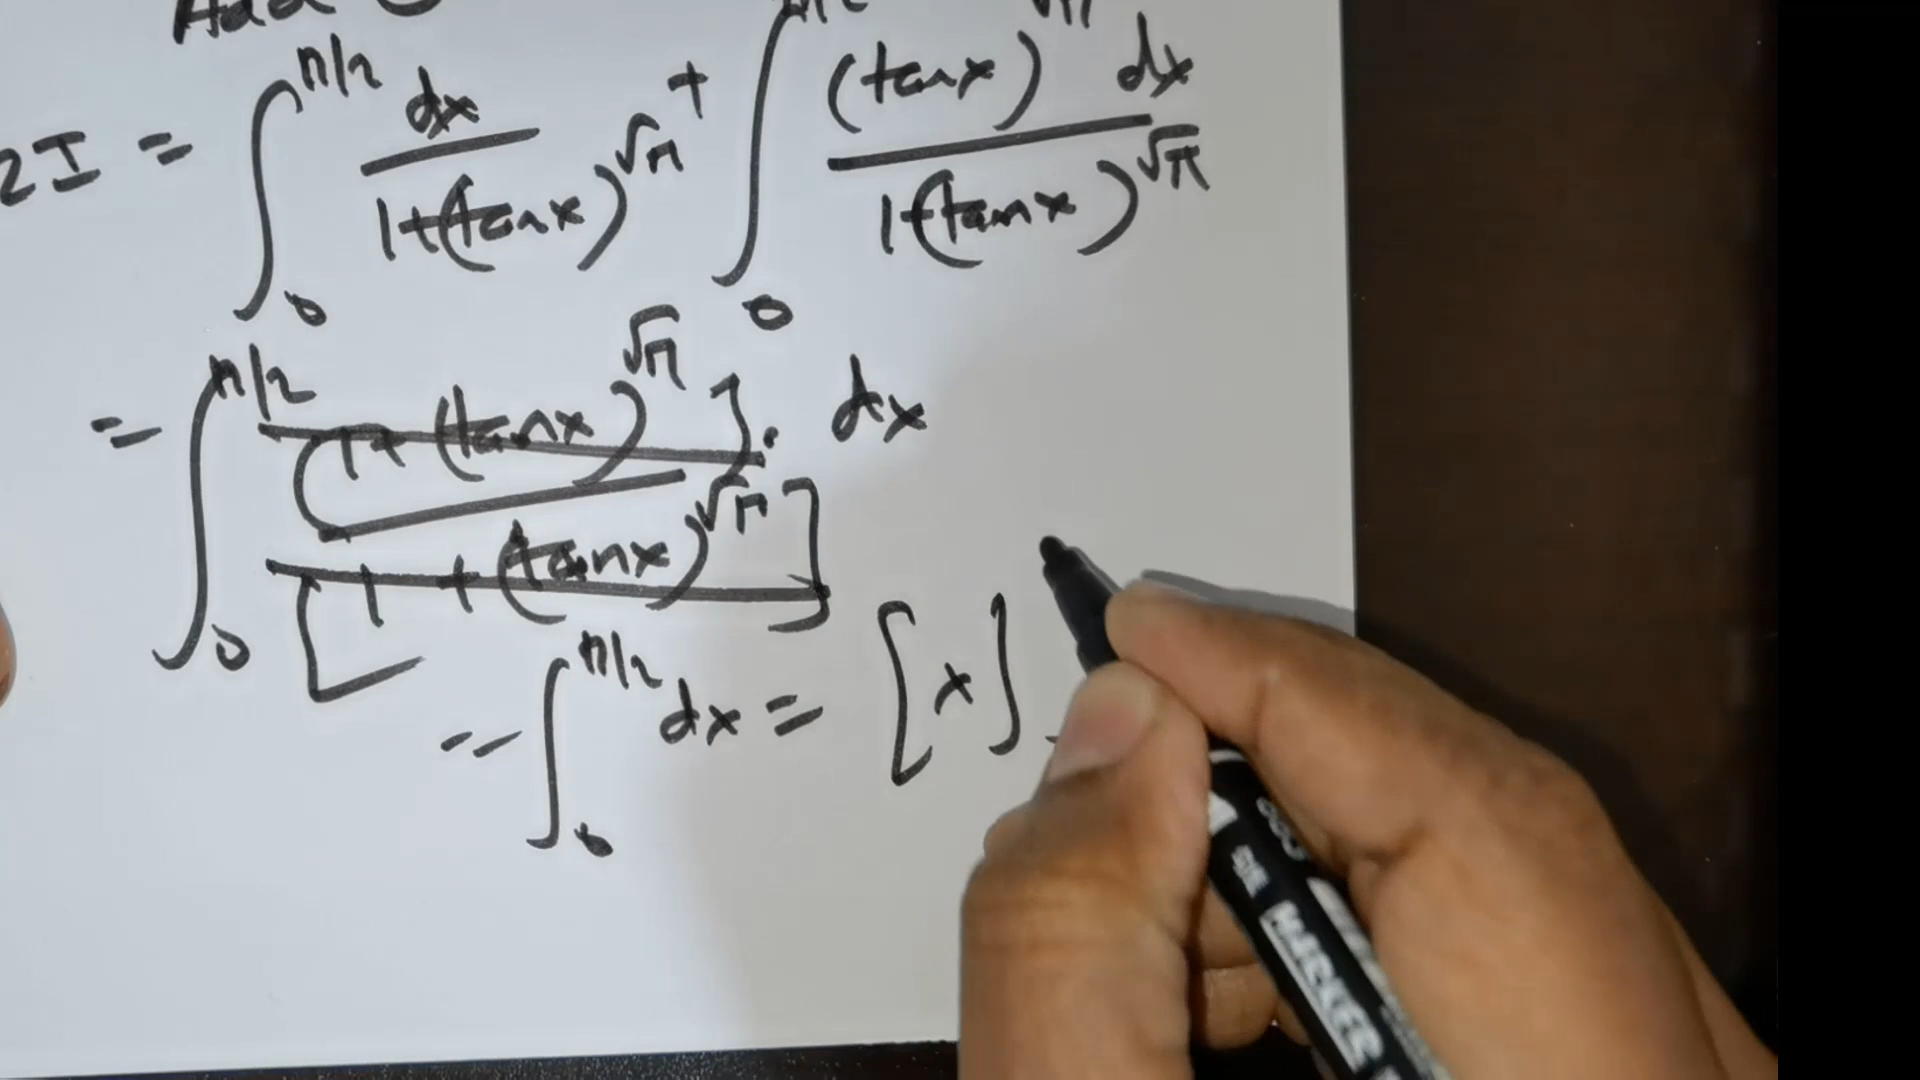 Add
2I = ∫₀^π/2 dx / 1+(tanx)^√π + ∫₀^π/2 (tanx)^√π dx / 1+(tanx)^√π
= ∫₀^π/2 [1+(tanx)^√π]. dx / [1+(tanx)^√π]
= ∫₀^π/2 dx = [x]
MARKER